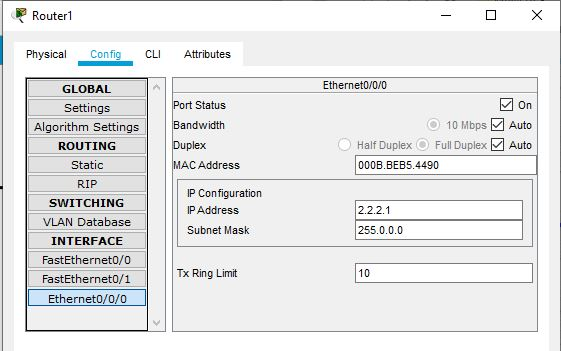 Router1
Physical Config CLI Attributes
GLOBAL
Settings
Algorithm Settings
ROUTING
Static
RIP
SWITCHING
VLAN Database
INTERFACE
FastEthernet0/0
FastEthernet0/1
Ethernet0/0/0
Ethernet0/0/0
Port Status On
Bandwidth 10 Mbps Auto
Duplex Half Duplex Full Duplex Auto
MAC Address 000B.BEB5.4490
IP Configuration
IP Address 2.2.2.1
Subnet Mask 255.0.0.0
Tx Ring Limit 10